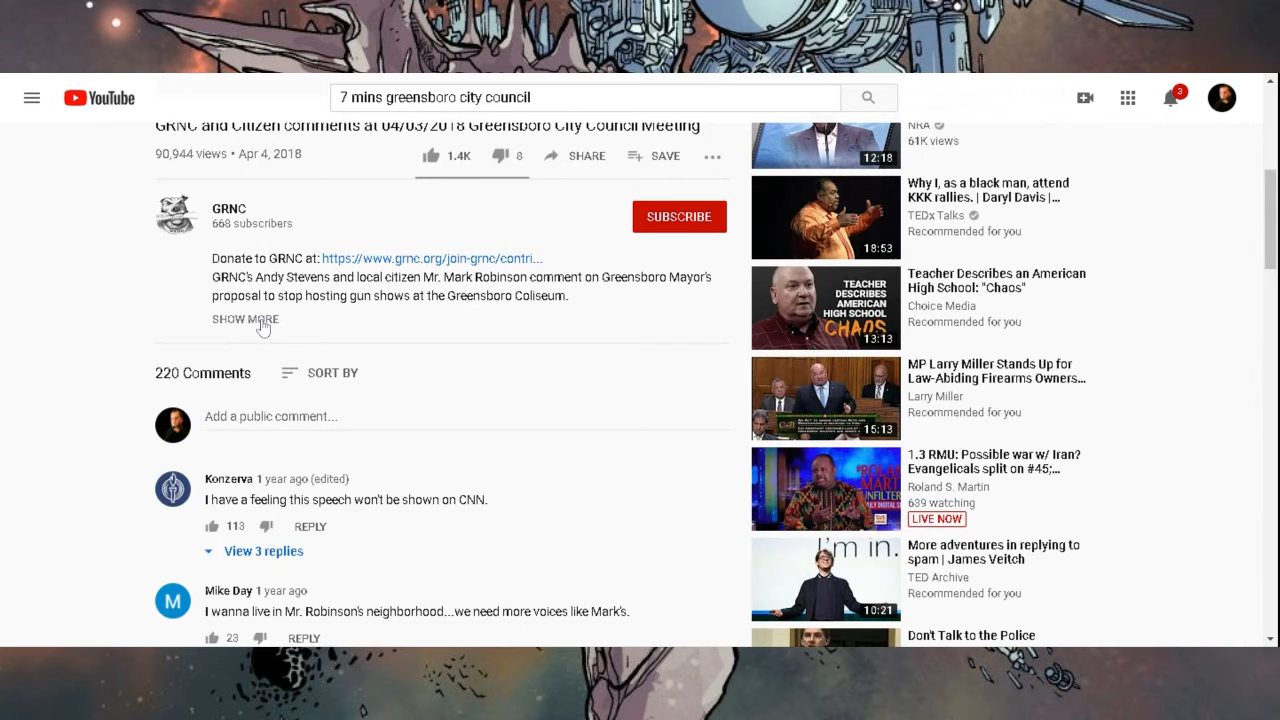 YouTube
7 mins greensboro city council
3
GRNC and Citizen comments at 04/03/2018 Greensboro City Council Meeting
90,944 views • Apr 4, 2018
1.4K
8
SHARE
SAVE
GRNC
668 subscribers
SUBSCRIBE
Donate to GRNC at: https://www.grnc.org/join-grnc/contri...
GRNC's Andy Stevens and local citizen Mr. Mark Robinson comment on Greensboro Mayor's
proposal to stop hosting gun shows at the Greensboro Coliseum.
SHOW MORE
220 Comments
SORT BY
Add a public comment...
Konzerva 1 year ago (edited)
I have a feeling this speech won't be shown on CNN.
113
REPLY
View 3 replies
M
Mike Day 1 year ago
I wanna live in Mr. Robinson's neighborhood...we need more voices like Mark's.
23
REPLY
12:18
NRA
61K views
18:53
Why I, as a black man, attend
KKK rallies. | Daryl Davis |...
TEDx Talks
Recommended for you
TEACHER
DESCRIBES
AMERICAN
HIGH SCHOOL
CHAOS
13:13
Teacher Describes an American
High School: "Chaos"
Choice Media
Recommended for you
15:13
MP Larry Miller Stands Up for
Law-Abiding Firearms Owners...
Larry Miller
Recommended for you
1.3 RMU: Possible war w/ Iran?
Evangelicals split on #45;...
Roland S. Martin
639 watching
LIVE NOW
I'm in.
10:21
More adventures in replying to
spam | James Veitch
TED Archive
Recommended for you
Don't Talk to the Police